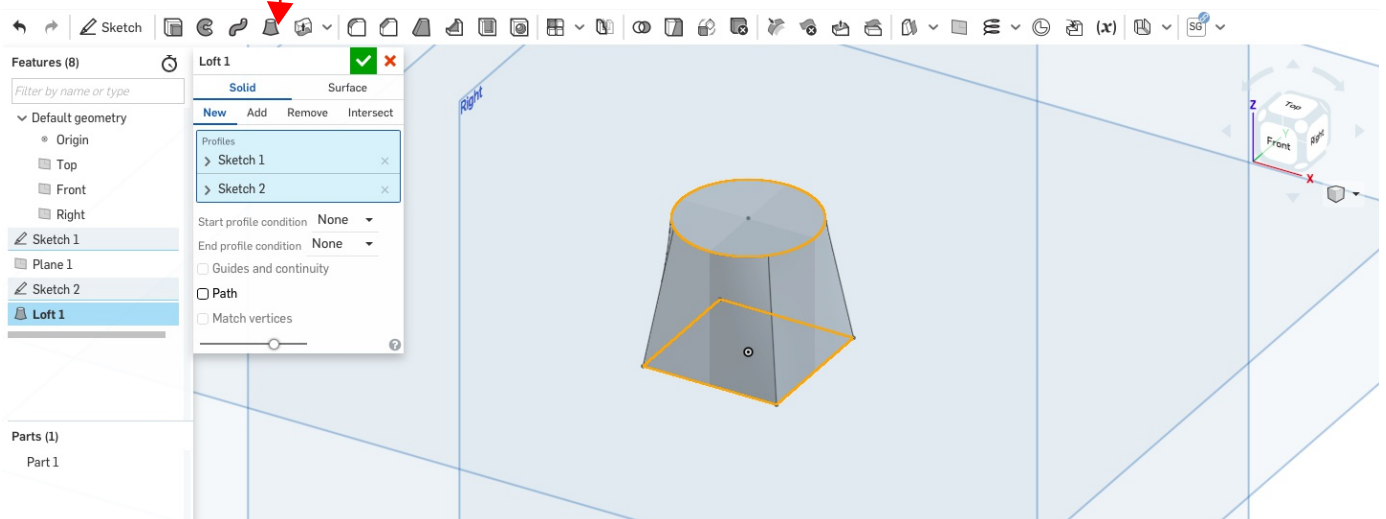 Sketch
(x)
SG
Features (8)
Filter by name or type
Default geometry
Origin
Top
Front
Right
Sketch 1
Plane 1
Sketch 2
Loft 1
Parts (1)
Part 1
Loft 1
Solid Surface
New Add Remove Intersect
Profiles
Sketch 1
Sketch 2
Start profile condition None
End profile condition None
Guides and continuity
Path
Match vertices
Right
Z
Top
Y
Front Right
X